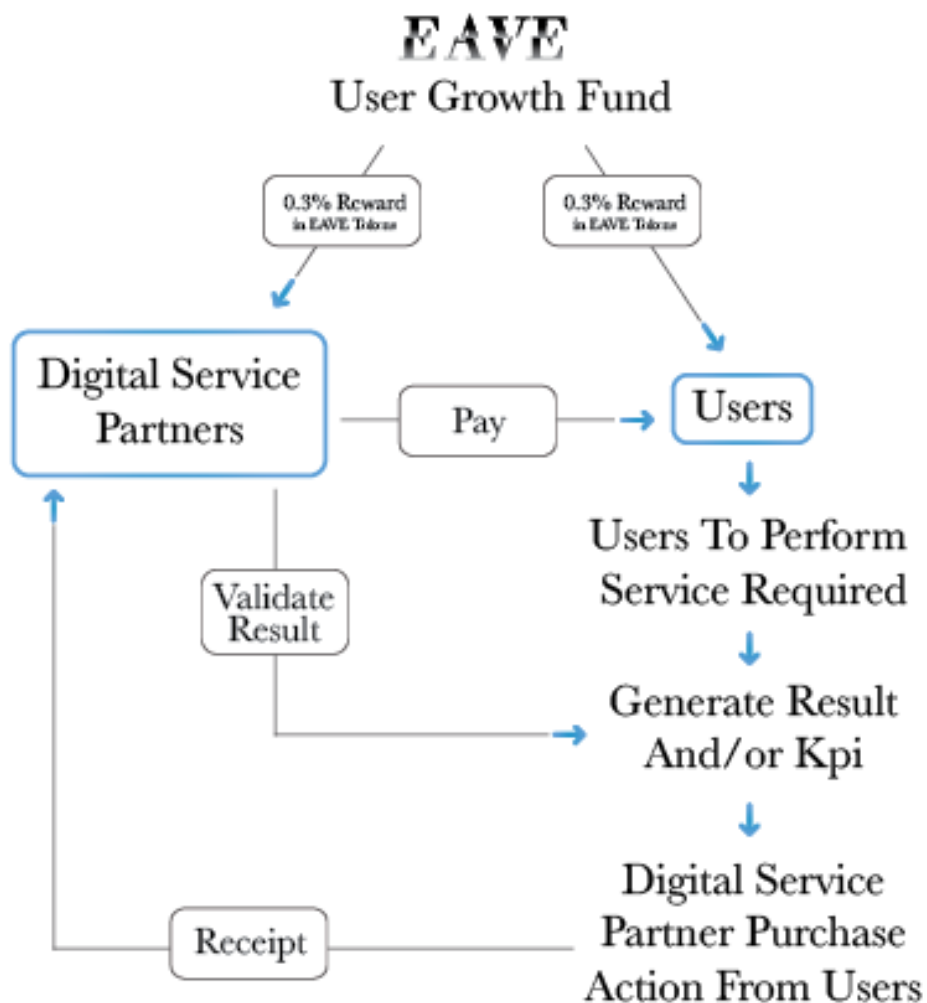 EAVE
User Growth Fund
0.3% Reward
in EAVE Tokens
0.3% Reward
in EAVE Tokens
Digital Service
Partners
Pay
Users
Users To Perform
Service Required
Validate
Result
Generate Result
And/or Kpi
Digital Service
Partner Purchase
Action From Users
Receipt